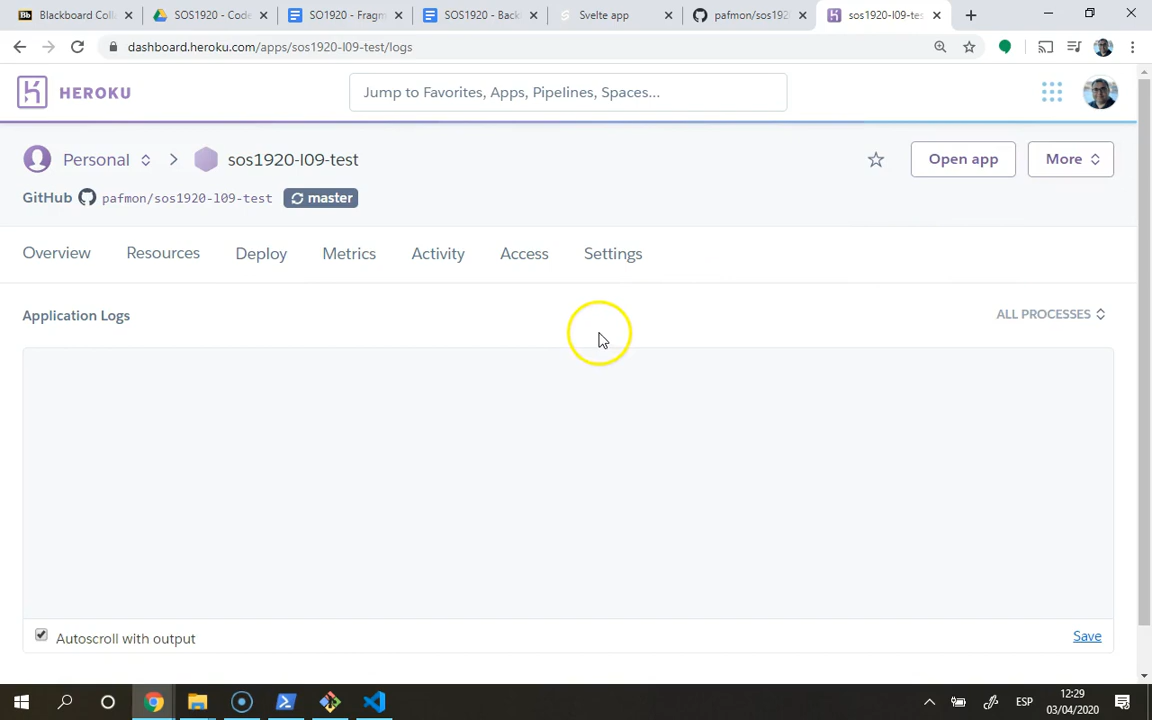 Blackboard Colla
SOS1920 - Code
SO1920 - Fragm
SOS1920 - Back
Svelte app
pafmon/sos1920
sos1920-l09-tes
dashboard.heroku.com/apps/sos1920-l09-test/logs
HEROKU
Jump to Favorites, Apps, Pipelines, Spaces...
Personal
sos1920-l09-test
Open app
More
GitHub
pafmon/sos1920-l09-test
master
Overview
Resources
Deploy
Metrics
Activity
Access
Settings
Application Logs
ALL PROCESSES
Autoscroll with output
Save
ESP
12:29
03/04/2020